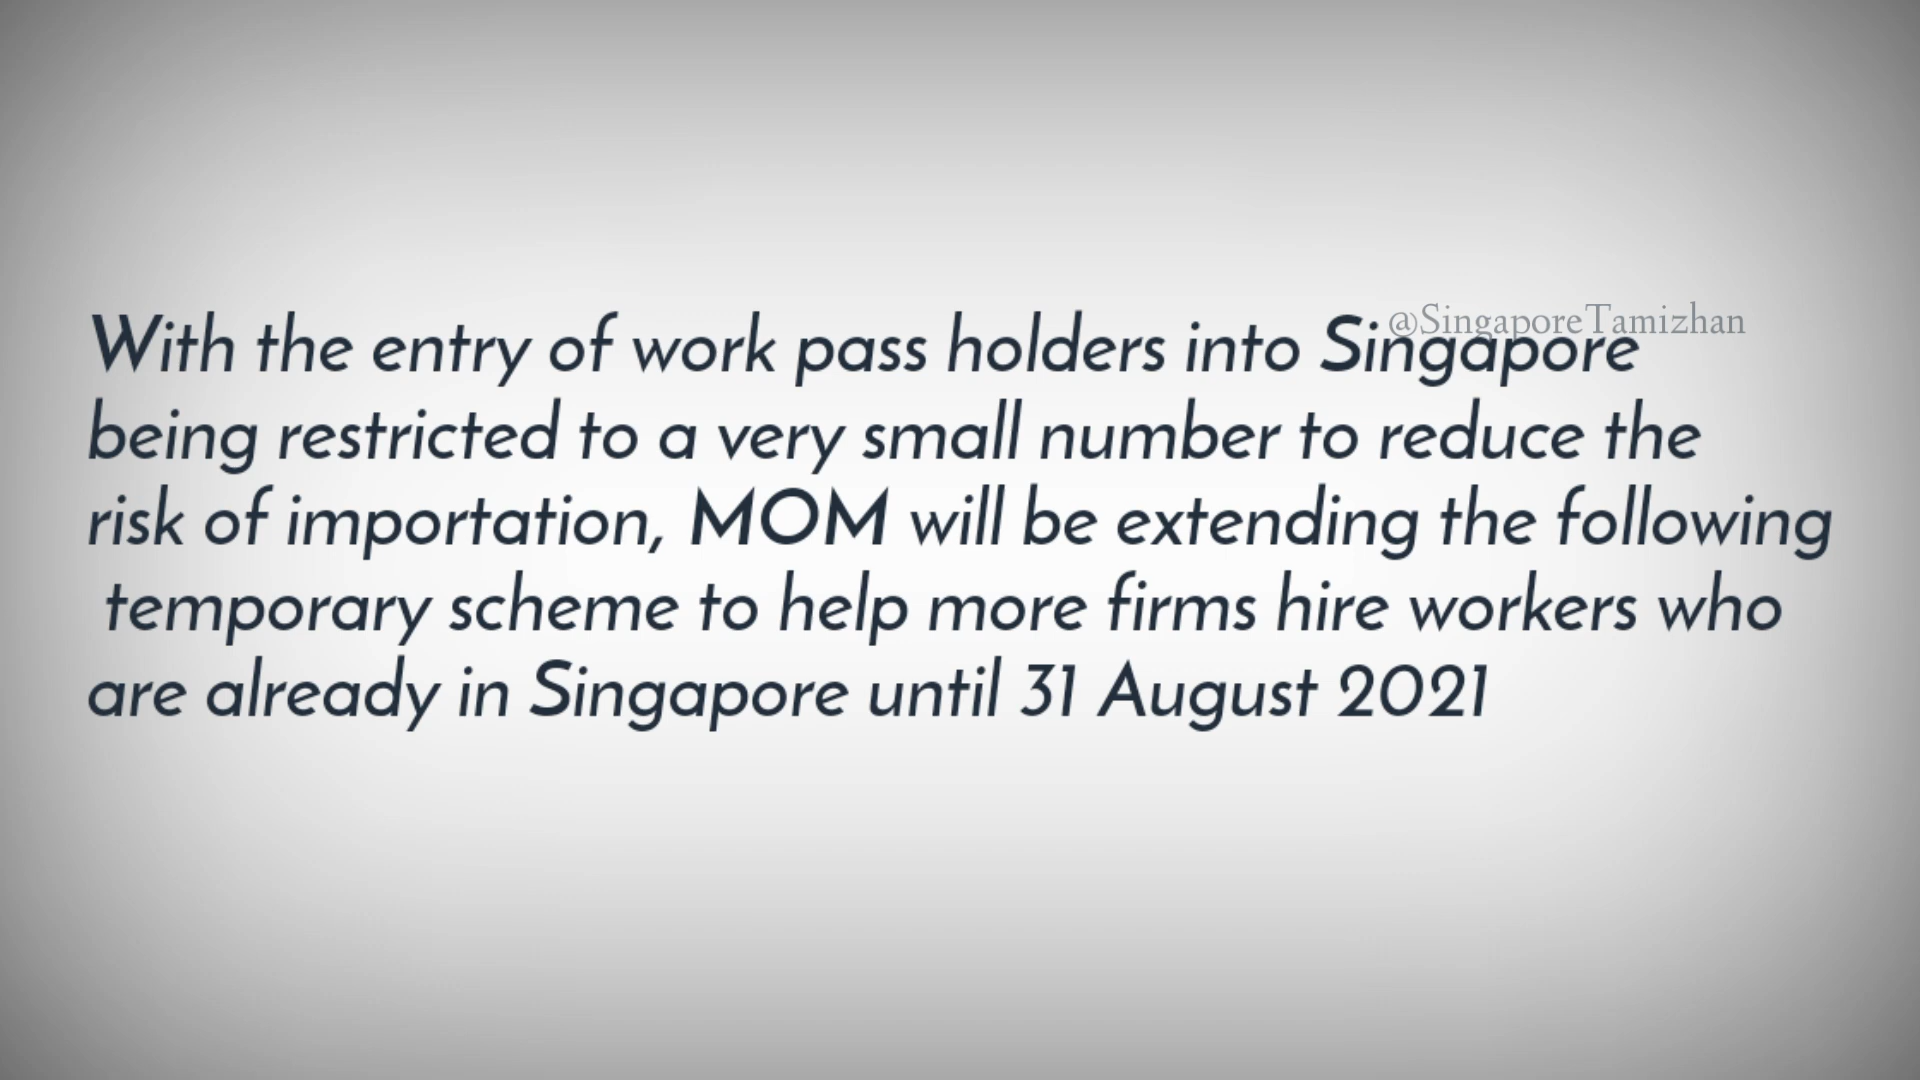 @SingaporeTamizhan
With the entry of work pass holders into Singapore
being restricted to a very small number to reduce the
risk of importation, MOM will be extending the following
temporary scheme to help more firms hire workers who
are already in Singapore until 31 August 2021